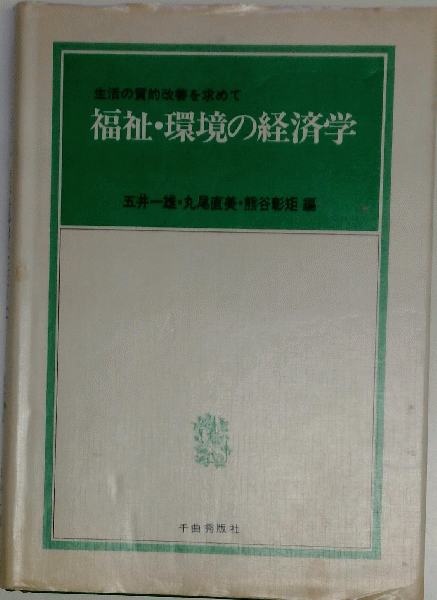 生活の質的改善を求めて
福祉・環境の経済学
五井一雄・丸尾直美・熊谷彰矩 編
千曲秀版社